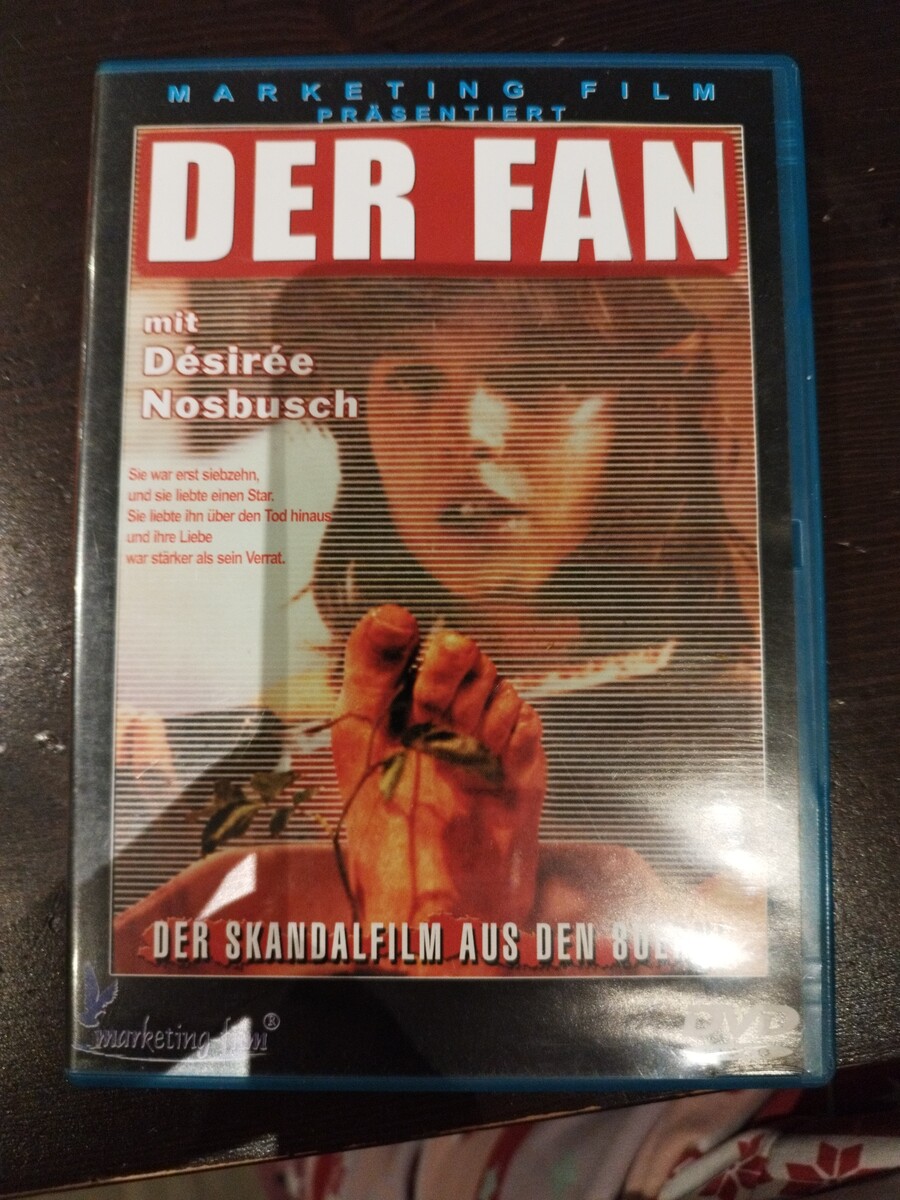 MARKETING FILM
PRÄSENTIERT
DER FAN
mit
Désirée
Nosbusch
Sie war erst siebzehn,
und sie liebte einen Star.
Sie liebte ihn über den Tod hinaus
und ihre Liebe
war stärker als sein Verrat.
DER SKANDALFILM AUS DEN
marketing-film®
DVD